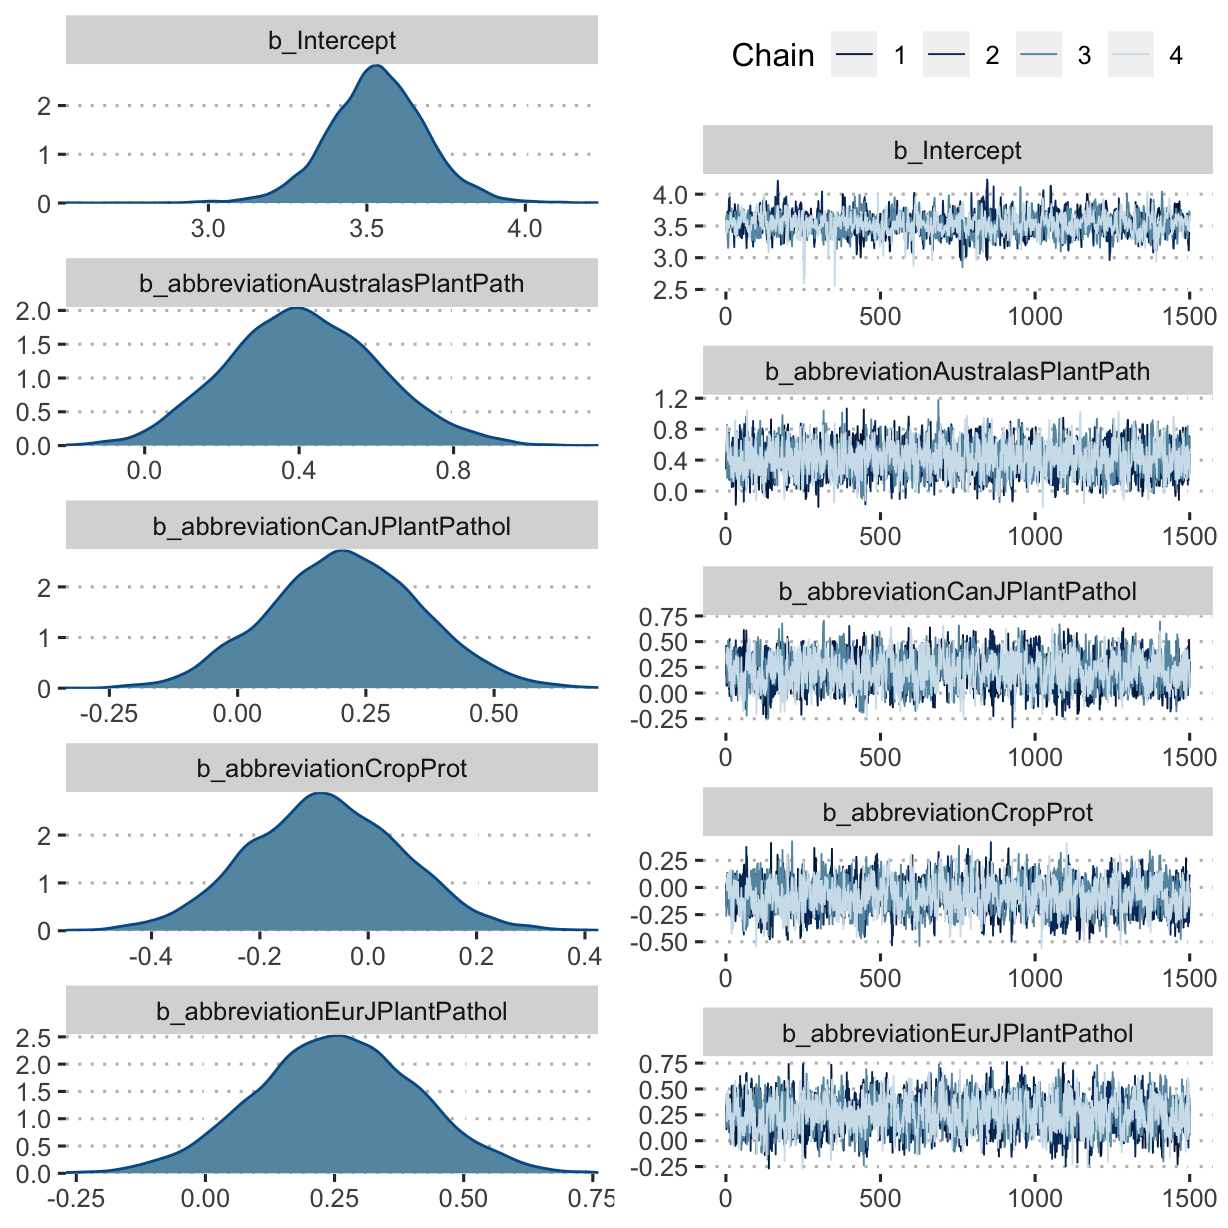 b_Intercept
2
1
0
3.0 3.5 4.0
b_abbreviationAustralasPlantPath
2.0
1.5
1.0
0.5
0.0
0.0 0.4 0.8
b_abbreviationCanJPlantPathol
2
1
0
-0.25 0.00 0.25 0.50
b_abbreviationCropProt
2
1
0
-0.4 -0.2 0.0 0.2 0.4
b_abbreviationEurJPlantPathol
2.5
2.0
1.5
1.0
0.5
0.0
-0.25 0.00 0.25 0.50 0.75
Chain 1 2 3 4
b_Intercept
4.0
3.5
3.0
2.5
0 500 1000 1500
b_abbreviationAustralasPlantPath
1.2
0.8
0.4
0.0
0 500 1000 1500
b_abbreviationCanJPlantPathol
0.75
0.50
0.25
0.00
-0.25
0 500 1000 1500
b_abbreviationCropProt
0.25
0.00
-0.25
-0.50
0 500 1000 1500
b_abbreviationEurJPlantPathol
0.75
0.50
0.25
0.00
-0.25
0 500 1000 1500